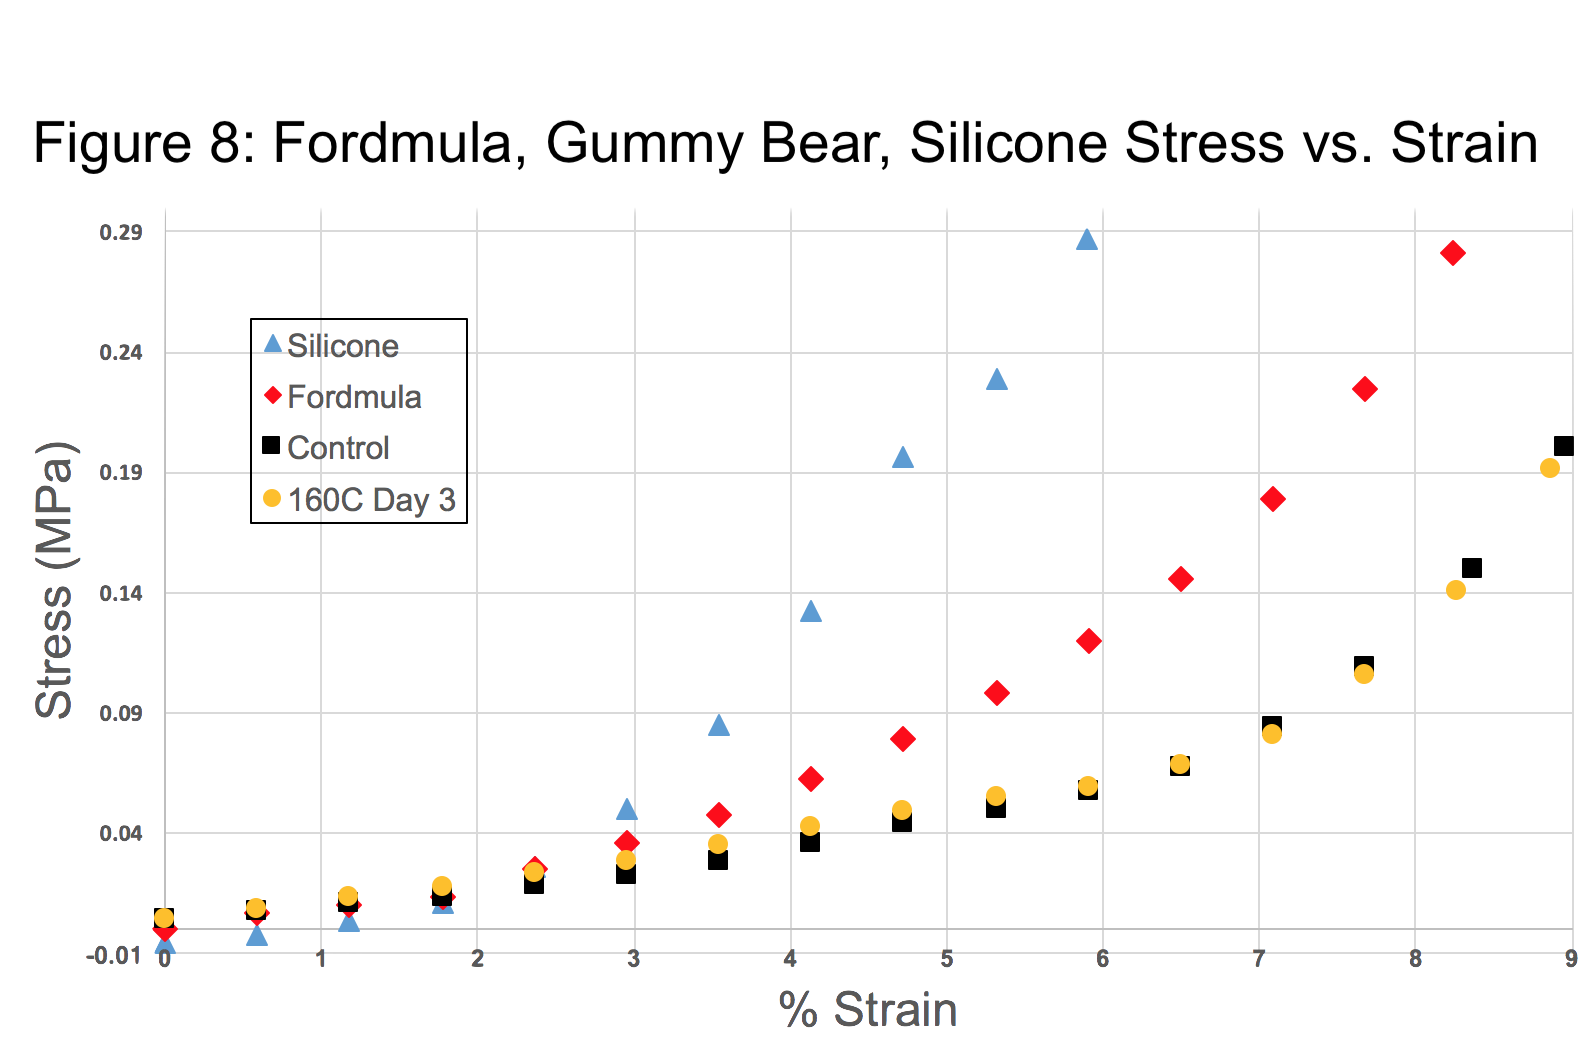 Figure 8: Fordmula, Gummy Bear, Silicone Stress vs. Strain
0.29
0.24
0.19
0.14
0.09
0.04
-0.01
Stress (MPa)
Silicone
Fordmula
Control
160C Day 3
0 1 2 3 4 5 6 7 8 9
% Strain